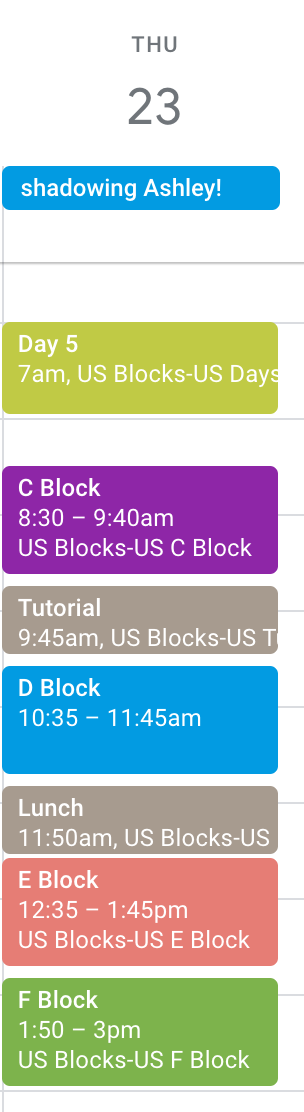 THU
23
shadowing Ashley!
Day 5
7am, US Blocks-US Days
C Block
8:30 – 9:40am
US Blocks-US C Block
Tutorial
9:45am, US Blocks-US
D Block
10:35 – 11:45am
Lunch
11:50am, US Blocks-US
E Block
12:35 – 1:45pm
US Blocks-US E Block
F Block
1:50 – 3pm
US Blocks-US F Block